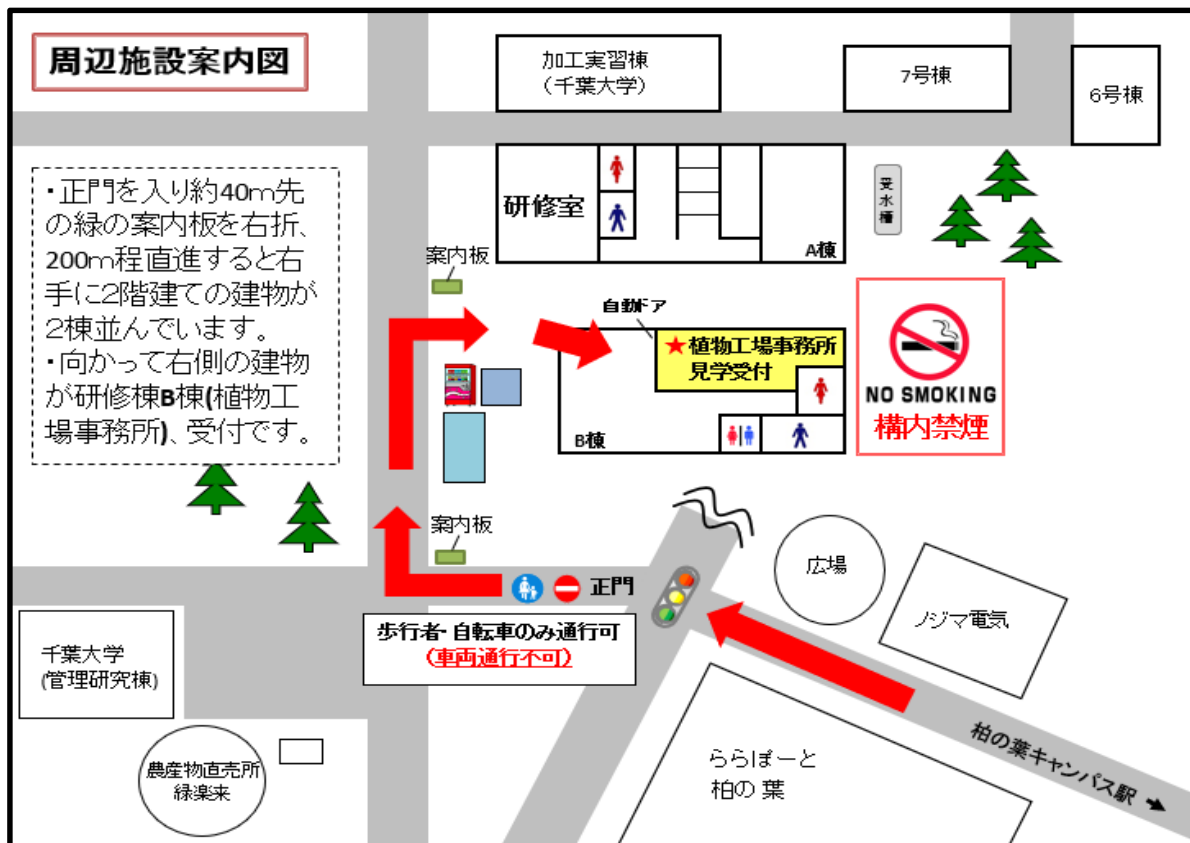 周辺施設案内図
加工実習棟
（千葉大学）
7号棟
6号棟
・正門を入り約40ｍ先
の緑の案内板を右折、
200ｍ程直進すると右
手に2階建ての建物が
2棟並んでいます。
・向かって右側の建物
が研修棟B棟(植物工
場事務所)、受付です。
研修室
A棟
受水槽
案内板
自動ドア
★植物工場事務所
見学受付
B棟
NO SMOKING
構内禁煙
案内板
正門
歩行者・自転車のみ通行可
（車両通行不可）
広場
ノジマ電気
千葉大学
(管理研究棟)
農産物直売所
緑楽来
ららぽーと
柏の葉
柏の葉キャンパス駅